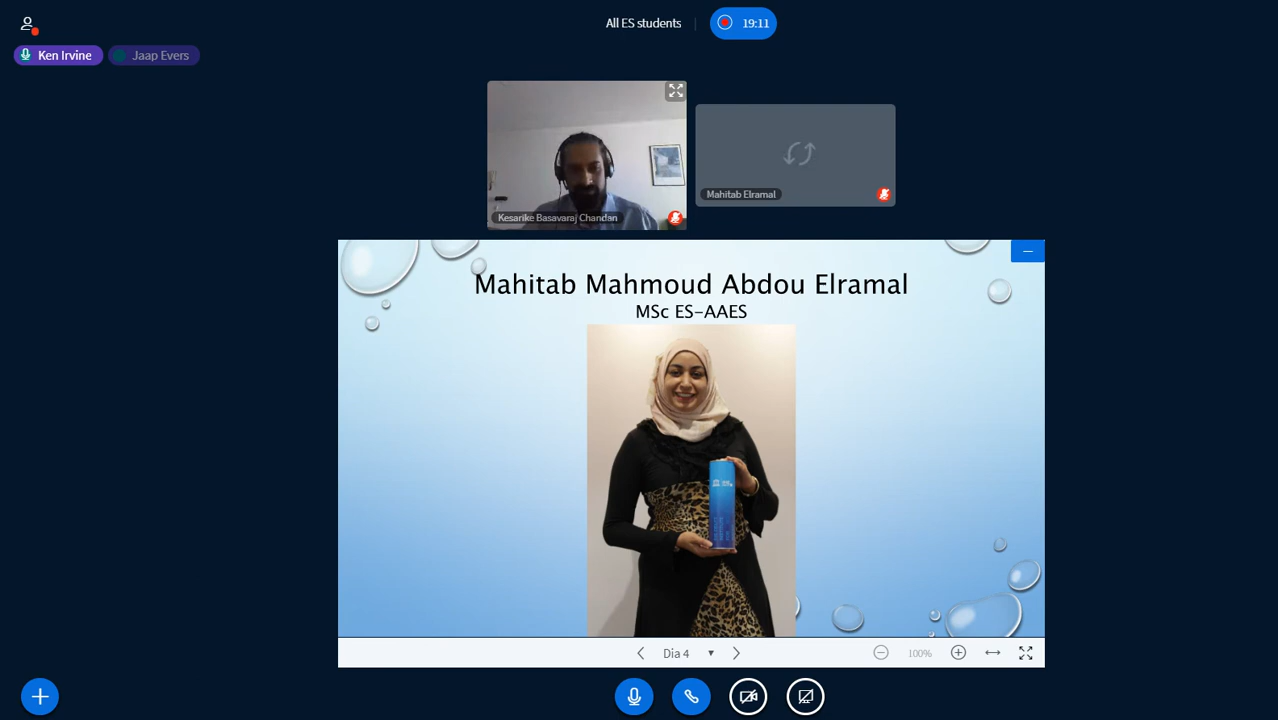 All ES students
19:11
Ken Irvine
Jaap Evers
Kesarike Basavaraj Chandan
Mahitab Elramal
Mahitab Mahmoud Abdou Elramal
MSc ES-AAES
Dia 4
100%